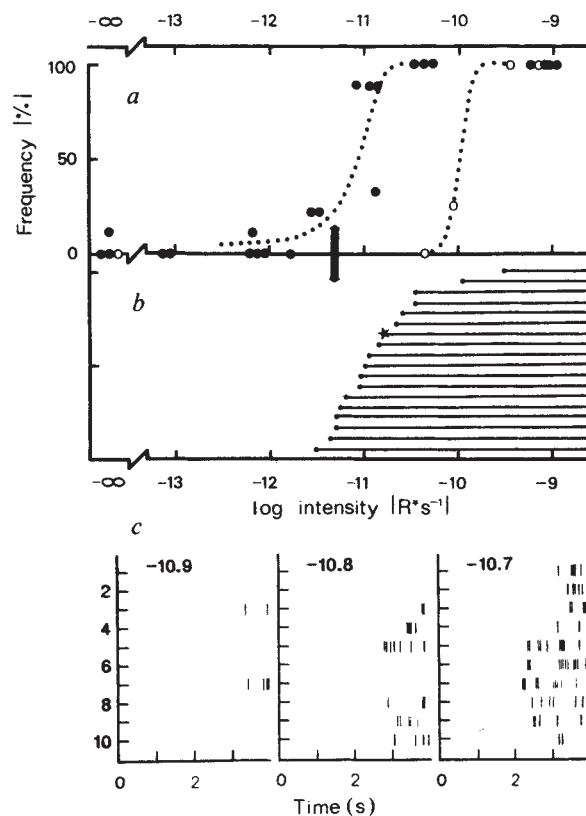 -∞ -13 -12 -11 -10 -9
100
a
50
Frequency |%|
0
b
-∞ -13 -12 -11 -10 -9
log intensity |R*s⁻¹|
c
-10.9 -10.8 -10.7
2
4
6
8
10
0 2 0 2 0 2
Time (s)